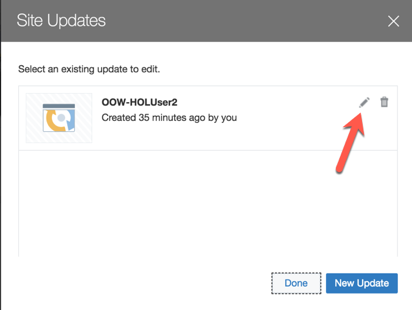 Site Updates
Select an existing update to edit.
OOW-HOLUser2
Created 35 minutes ago by you
Done
New Update